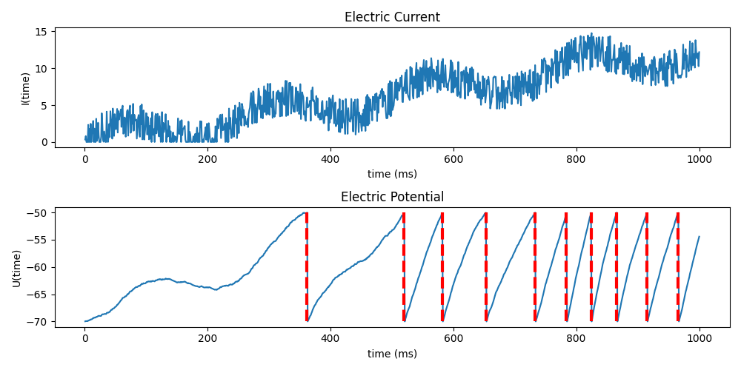 Electric Current
15
10
5
0
I(time)
0 200 400 600 800 1000
time (ms)
Electric Potential
−50
−55
−60
−65
−70
U(time)
0 200 400 600 800 1000
time (ms)